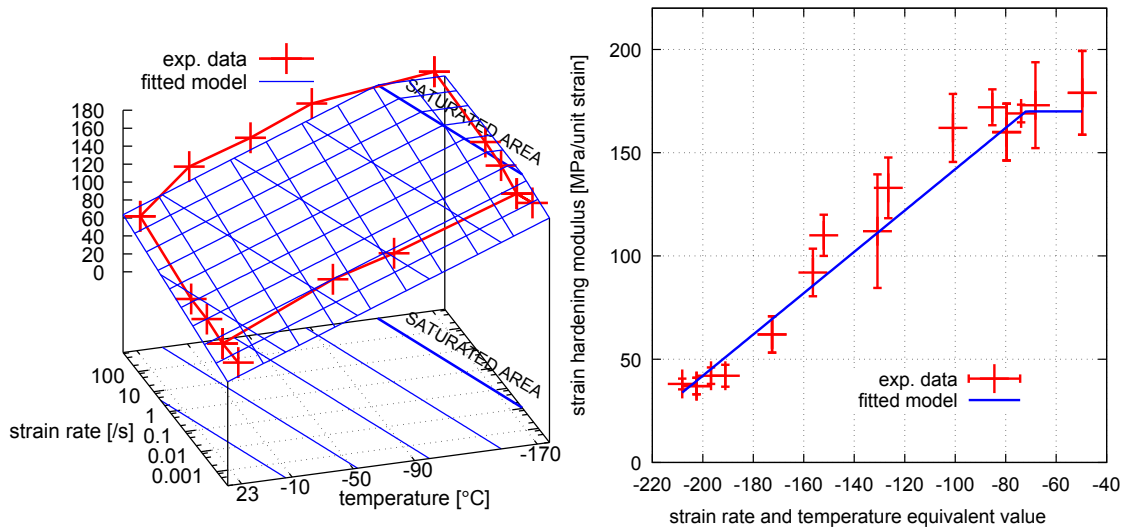 exp. data
fitted model
180
160
140
120
100
80
60
40
20
0
SATURATED AREA
SATURATED AREA
100
10
1
0.1
0.01
0.001
strain rate [/s]
23
-10
-50
-90
-170
temperature [°C]
strain hardening modulus [MPa/unit strain]
200
150
100
50
0
exp. data
fitted model
-220 -200 -180 -160 -140 -120 -100 -80 -60 -40
strain rate and temperature equivalent value